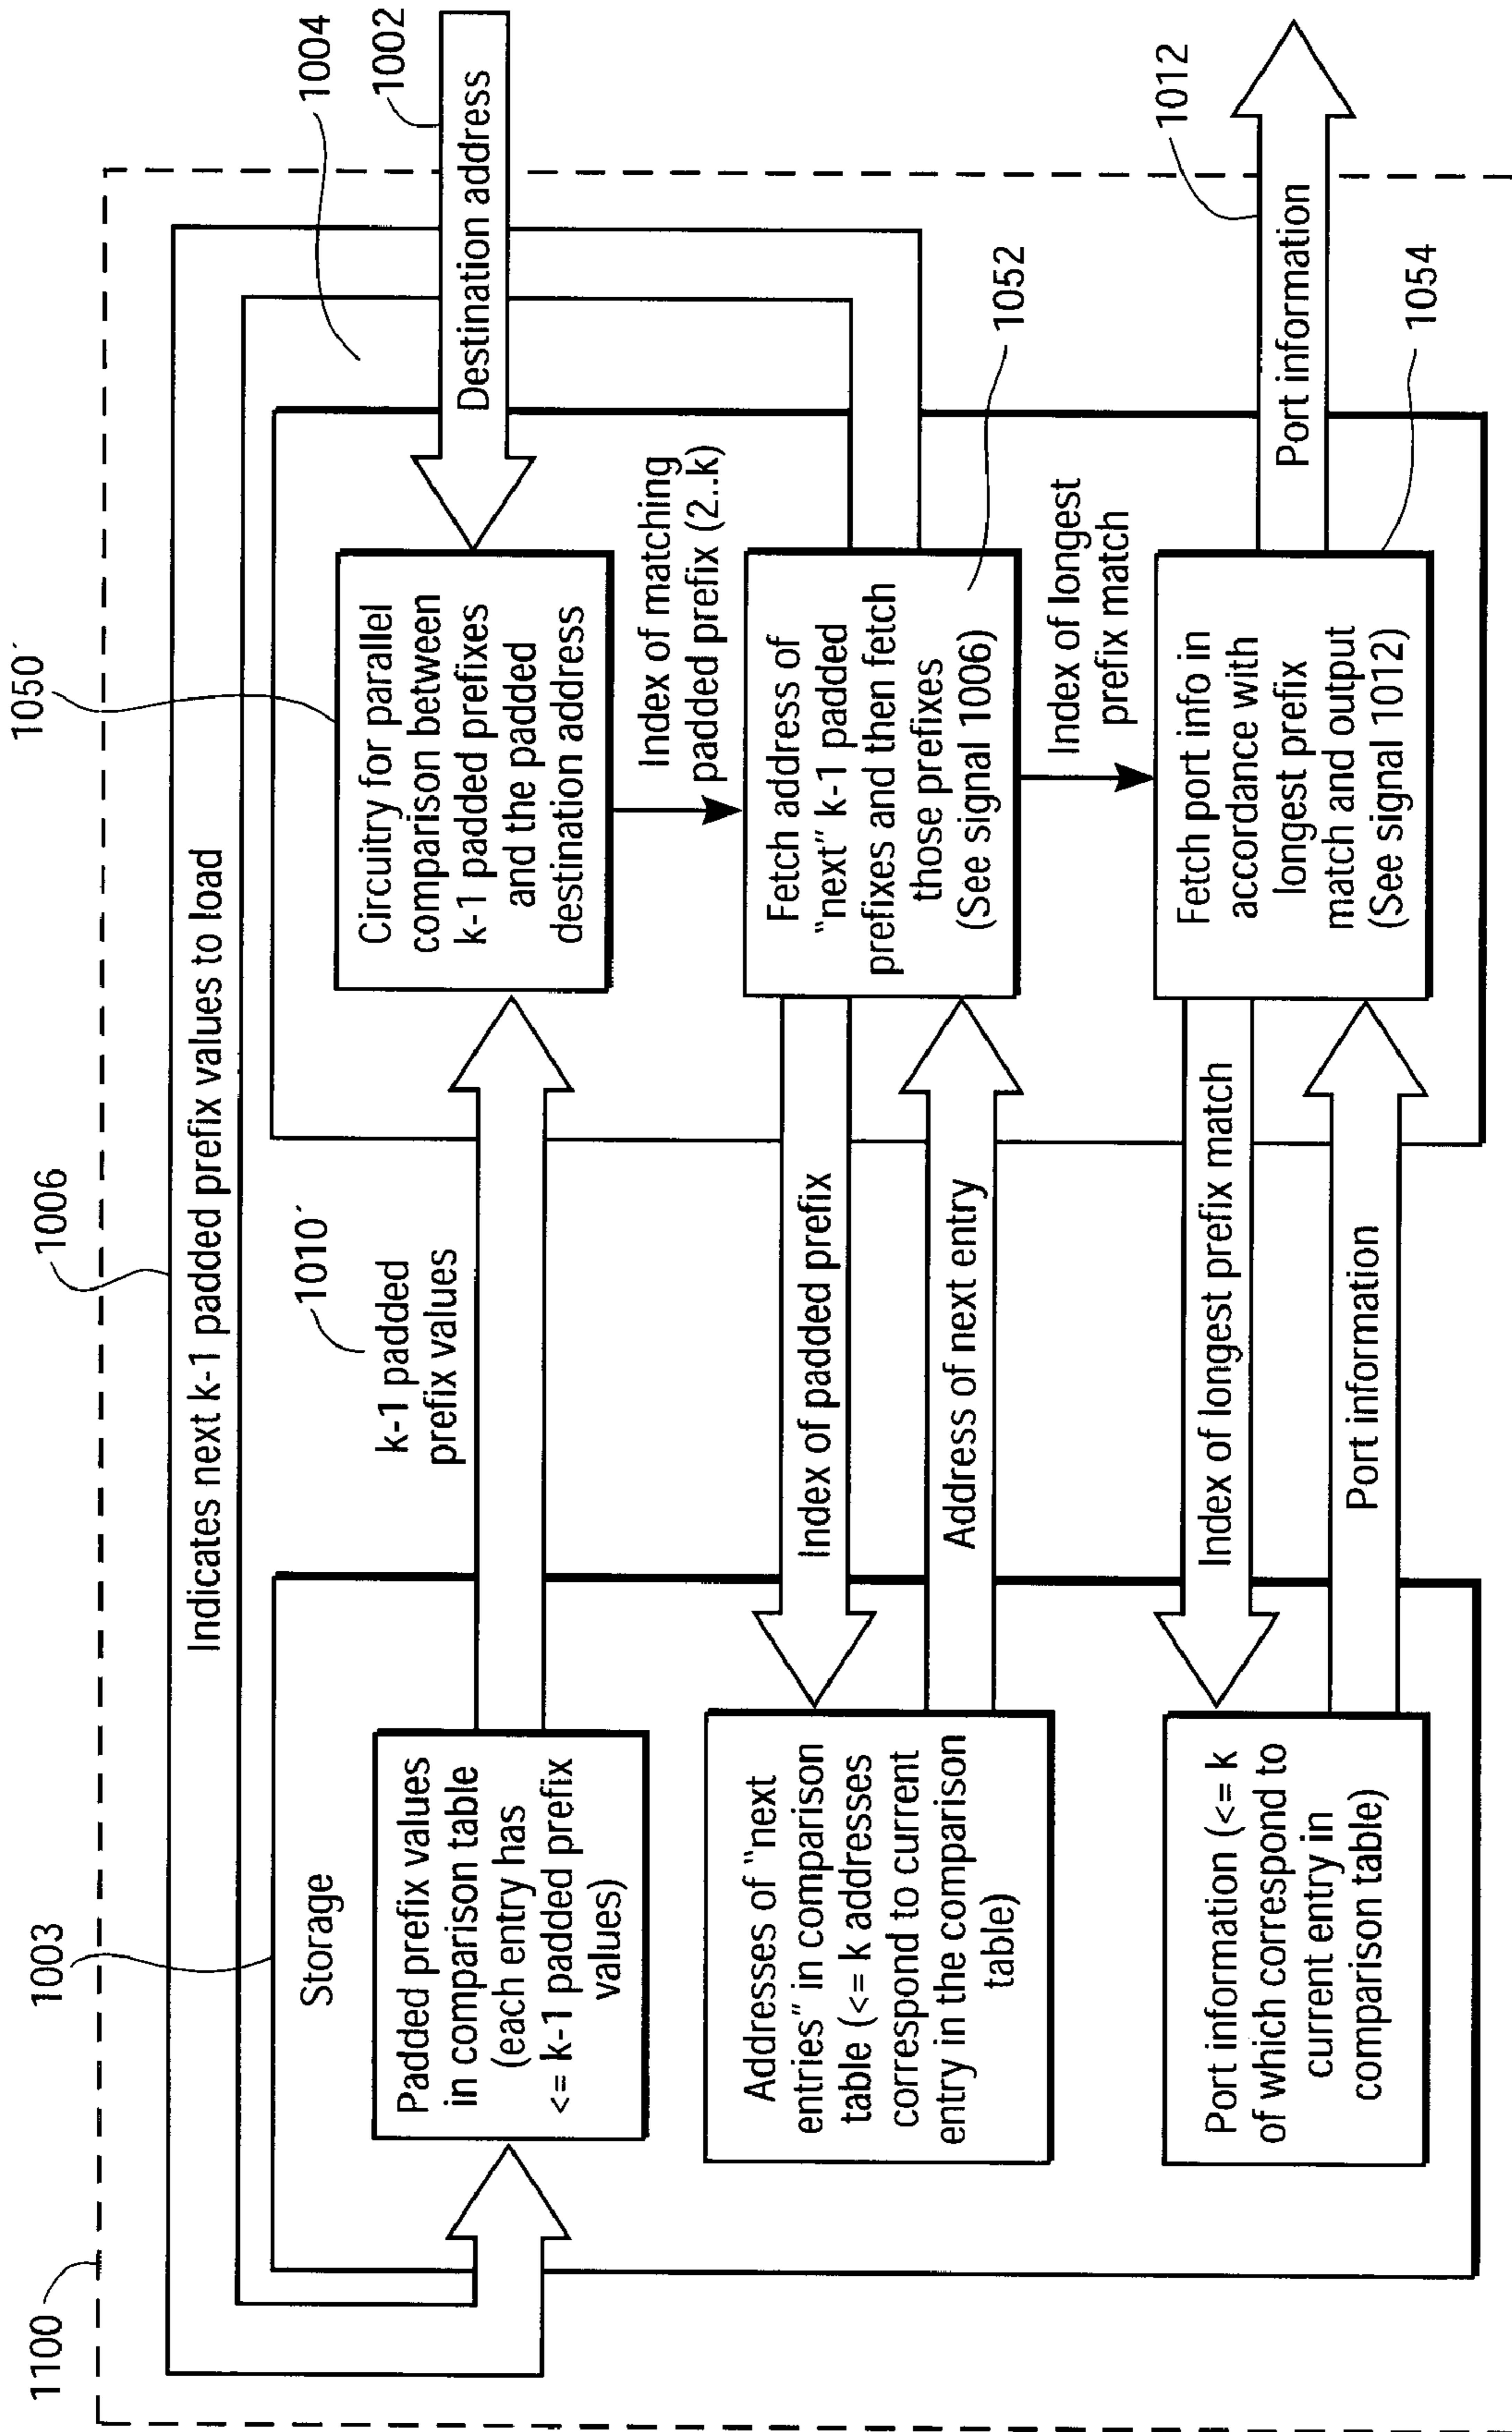 1100
1003
1006
1050´
Indicates next k-1 padded prefix values to load
1004
1002
Destination address
Storage
Padded prefix values
in comparison table
(each entry has
<= k-1 padded prefix
values)
1010´
k-1 padded
prefix values
Circuitry for parallel
comparison between
k-1 padded prefixes
and the padded
destination address
Index of matching
padded prefix (2..k)
Addresses of "next
entries" in comparison
table (<= k addresses
correspond to current
entry in the comparison
table)
Index of padded prefix
Address of next entry
Fetch address of
"next" k-1 padded
prefixes and then fetch
those prefixes
(See signal 1006)
1052
Index of longest
prefix match
Port information (<= k
of which correspond to
current entry in
comparison table)
Index of longest prefix match
Port information
Fetch port info in
accordance with
longest prefix
match and output
(See signal 1012)
1012
Port information
1054